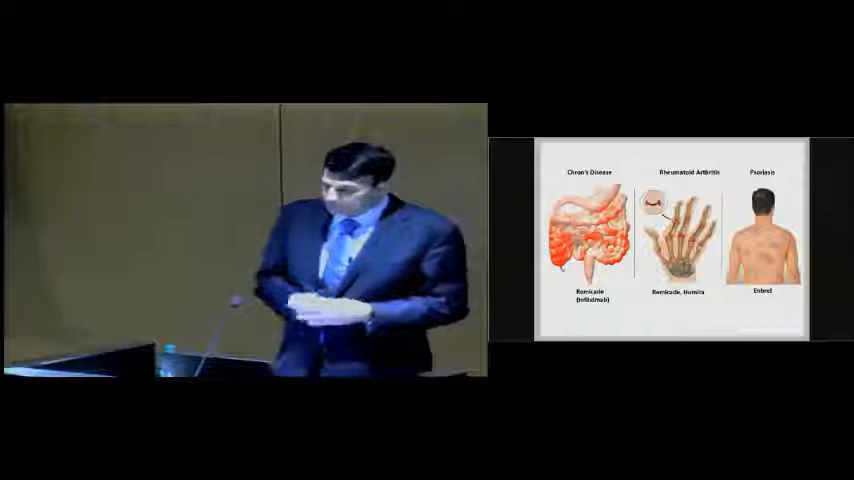 Chron's Disease
Rheumatoid Arthritis
Psoriasis
Remicade
(Infliximab)
Remicade, Humira
Enbrel